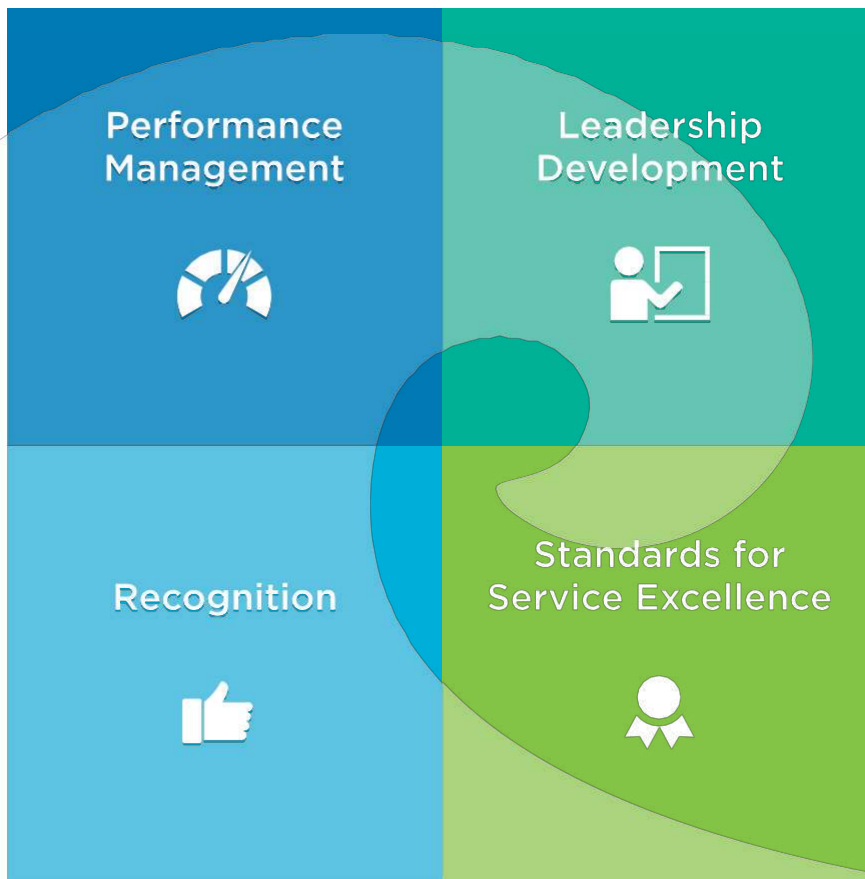 Performance
Management
Leadership
Development
Recognition
Standards for
Service Excellence